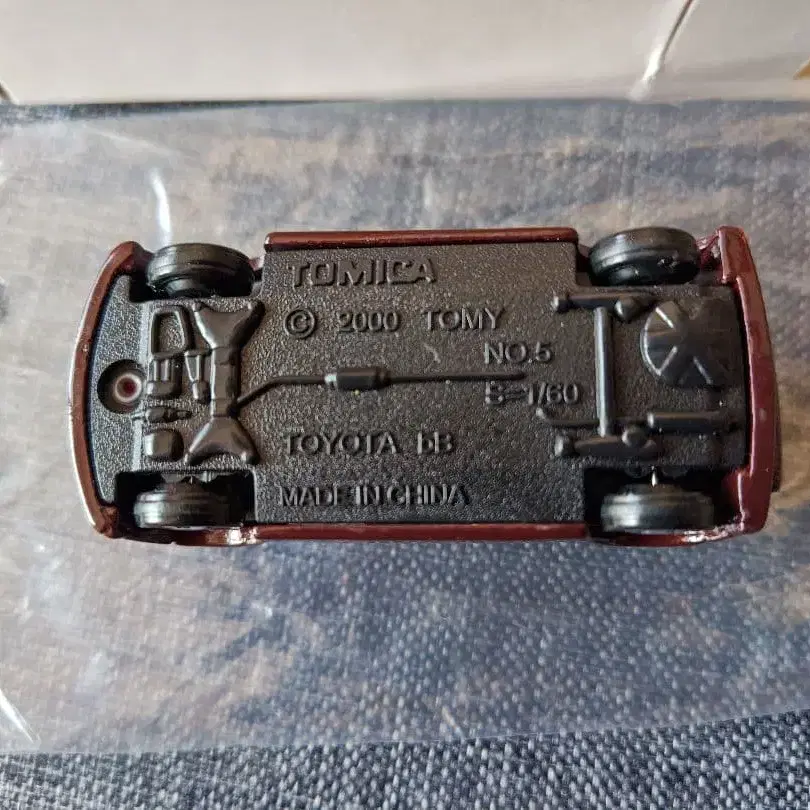 TOMICA
© 2000 TOMY
NO.5
S=1/60
TOYOTA bB
MADE IN CHINA